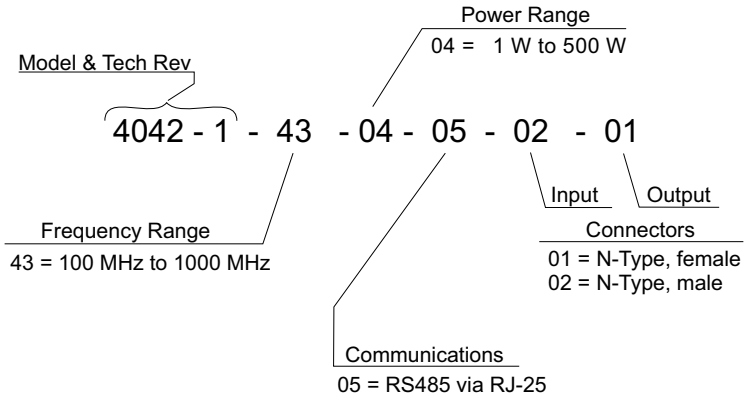 Power Range
04 = 1 W to 500 W
Model & Tech Rev
4042 - 1 - 43 - 04 - 05 - 02 - 01
Input Output
Frequency Range
43 = 100 MHz to 1000 MHz
Connectors
01 = N-Type, female
02 = N-Type, male
Communications
05 = RS485 via RJ-25